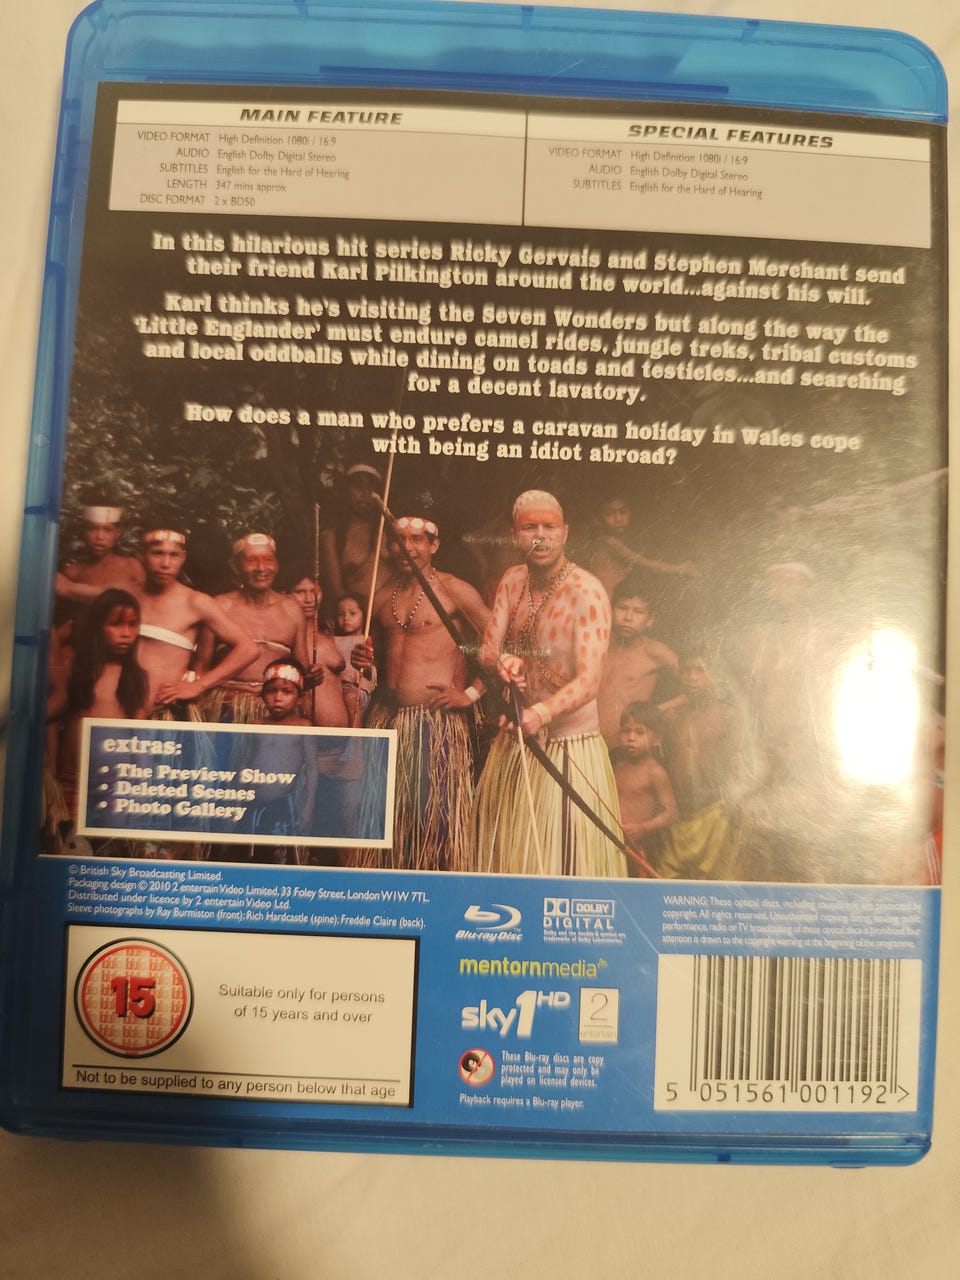 MAIN FEATURE
VIDEO FORMAT High Definition 1080i / 16:9
AUDIO English Dolby Digital Stereo
SUBTITLES English for the Hard of Hearing
LENGTH 347 mins approx
DISC FORMAT 2 x BD50
SPECIAL FEATURES
VIDEO FORMAT High Definition 1080i / 16:9
AUDIO English Dolby Digital Stereo
SUBTITLES English for the Hard of Hearing
In this hilarious hit series Ricky Gervais and Stephen Merchant send
their friend Karl Pilkington around the world...against his will.
Karl thinks he's visiting the Seven Wonders but along the way the
'Little Englander' must endure camel rides, jungle treks, tribal customs
and local oddballs while dining on toads and testicles...and searching
for a decent lavatory.
How does a man who prefers a caravan holiday in Wales cope
with being an idiot abroad?
extras:
• The Preview Show
• Deleted Scenes
• Photo Gallery
© British Sky Broadcasting Limited.
Packaging design © 2010 2 entertain Video Limited, 33 Foley Street, London W1W 7TL.
Distributed under licence by 2 entertain Video Ltd.
Sleeve photographs by Ray Burmiston (front); Rich Hardcastle (spine); Freddie Claire (back).
15
Suitable only for persons
of 15 years and over
Not to be supplied to any person below that age
Blu-ray Disc™
DOLBY
DIGITAL
Dolby and the double-D symbol are
trademarks of Dolby Laboratories
mentornmedia
sky1HD
2
entertain
These Blu-ray discs are copy
protected and may only be
played on licensed devices.
Playback requires a Blu-ray player.
WARNING: These optical discs, including soundtrack, are protected by
copyright. All rights reserved. Unauthorised copying, hiring, lending, public
performance, radio or TV broadcasting of these optical discs is prohibited. Your
attention is drawn to the copyright warning at the beginning of the programme.
5 051561 001192 >